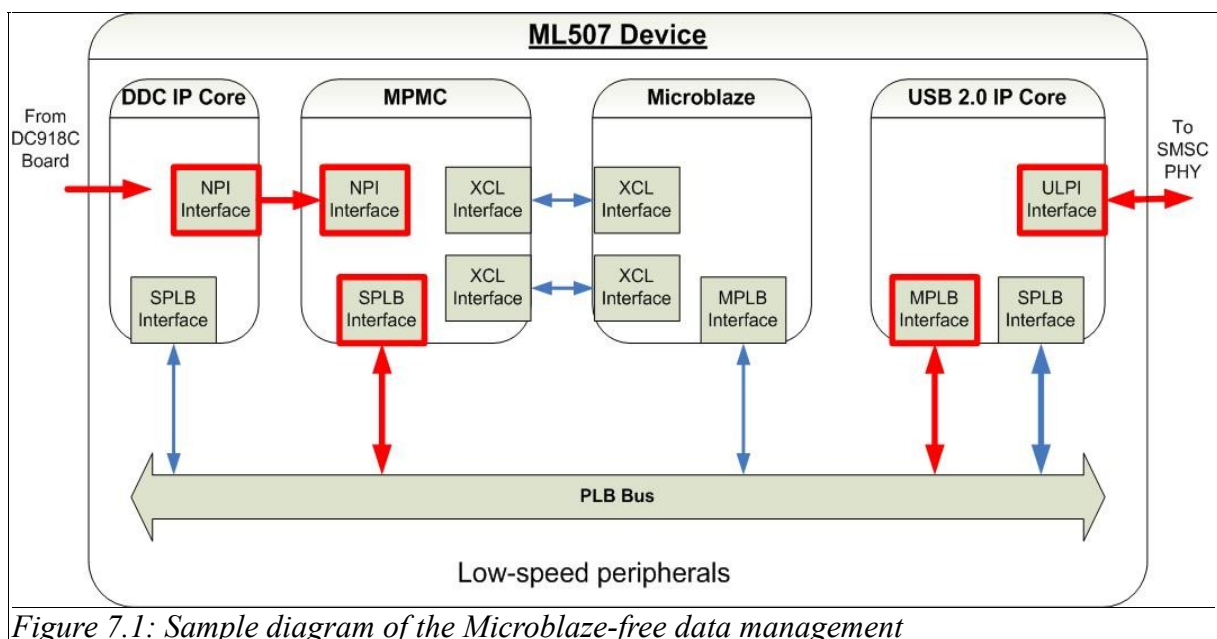 ML507 Device
DDC IP Core
MPMC
Microblaze
USB 2.0 IP Core
From
DC918C
Board
To
SMSC
PHY
NPI
Interface
NPI
Interface
XCL
Interface
XCL
Interface
ULPI
Interface
SPLB
Interface
SPLB
Interface
XCL
Interface
XCL
Interface
MPLB
Interface
MPLB
Interface
SPLB
Interface
PLB Bus
Low-speed peripherals
Figure 7.1: Sample diagram of the Microblaze-free data management